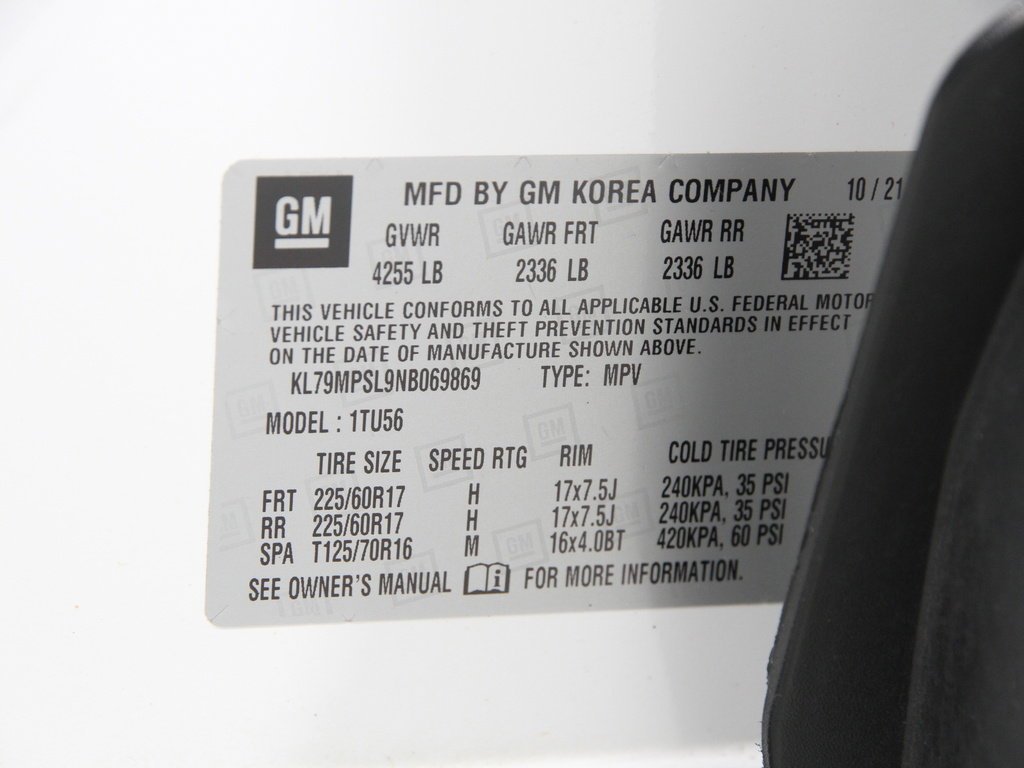 GM MFD BY GM KOREA COMPANY 10/21
GVWR GAWR FRT GAWR RR
4255 LB 2336 LB 2336 LB
THIS VEHICLE CONFORMS TO ALL APPLICABLE U.S. FEDERAL MOTOR
VEHICLE SAFETY AND THEFT PREVENTION STANDARDS IN EFFECT
ON THE DATE OF MANUFACTURE SHOWN ABOVE.
KL79MPSL9NB069869 TYPE: MPV
MODEL : 1TU56
TIRE SIZE SPEED RTG RIM COLD TIRE PRESSU
FRT 225/60R17 H 17x7.5J 240KPA, 35 PSI
RR 225/60R17 H 17x7.5J 240KPA, 35 PSI
SPA T125/70R16 M 16x4.0BT 420KPA, 60 PSI
SEE OWNER'S MANUAL i FOR MORE INFORMATION.